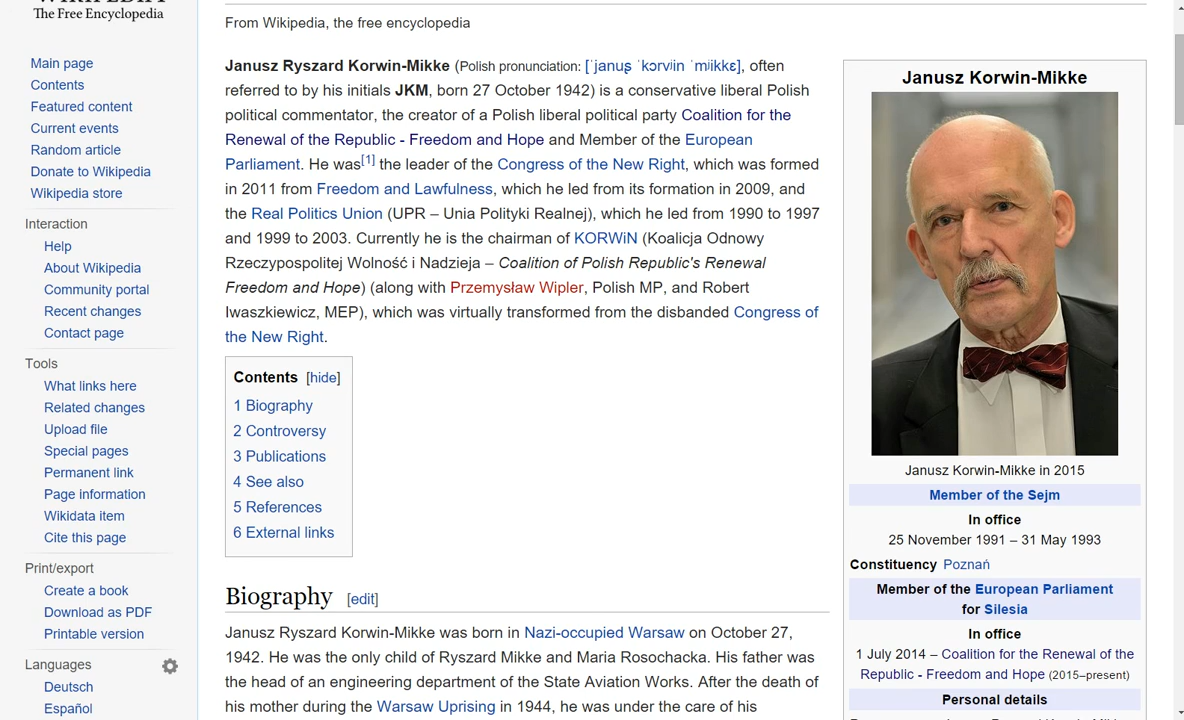 The Free Encyclopedia
Main page
Contents
Featured content
Current events
Random article
Donate to Wikipedia
Wikipedia store
Interaction
Help
About Wikipedia
Community portal
Recent changes
Contact page
Tools
What links here
Related changes
Upload file
Special pages
Permanent link
Page information
Wikidata item
Cite this page
Print/export
Create a book
Download as PDF
Printable version
Languages
Deutsch
Español
From Wikipedia, the free encyclopedia
Janusz Ryszard Korwin-Mikke (Polish pronunciation: [ˈjanuʂ ˈkɔrvʲin ˈmʲikkɛ], often
referred to by his initials JKM, born 27 October 1942) is a conservative liberal Polish
political commentator, the creator of a Polish liberal political party Coalition for the
Renewal of the Republic - Freedom and Hope and Member of the European
Parliament. He was[1] the leader of the Congress of the New Right, which was formed
in 2011 from Freedom and Lawfulness, which he led from its formation in 2009, and
the Real Politics Union (UPR – Unia Polityki Realnej), which he led from 1990 to 1997
and 1999 to 2003. Currently he is the chairman of KORWiN (Koalicja Odnowy
Rzeczypospolitej Wolność i Nadzieja – Coalition of Polish Republic's Renewal
Freedom and Hope) (along with Przemysław Wipler, Polish MP, and Robert
Iwaszkiewicz, MEP), which was virtually transformed from the disbanded Congress of
the New Right.
Contents [hide]
1 Biography
2 Controversy
3 Publications
4 See also
5 References
6 External links
Biography [edit]
Janusz Ryszard Korwin-Mikke was born in Nazi-occupied Warsaw on October 27,
1942. He was the only child of Ryszard Mikke and Maria Rosochacka. His father was
the head of an engineering department of the State Aviation Works. After the death of
his mother during the Warsaw Uprising in 1944, he was under the care of his
Janusz Korwin-Mikke
Janusz Korwin-Mikke in 2015
Member of the Sejm
In office
25 November 1991 – 31 May 1993
Constituency Poznań
Member of the European Parliament
for Silesia
In office
1 July 2014 – Coalition for the Renewal of the
Republic - Freedom and Hope (2015–present)
Personal details